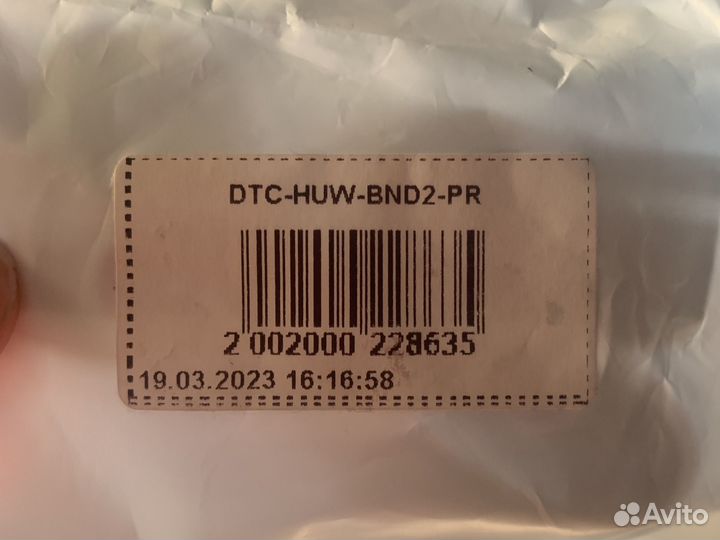 DTC-HUW-BND2-PR
2 002000 228635
19.03.2023 16:16:58
Avito